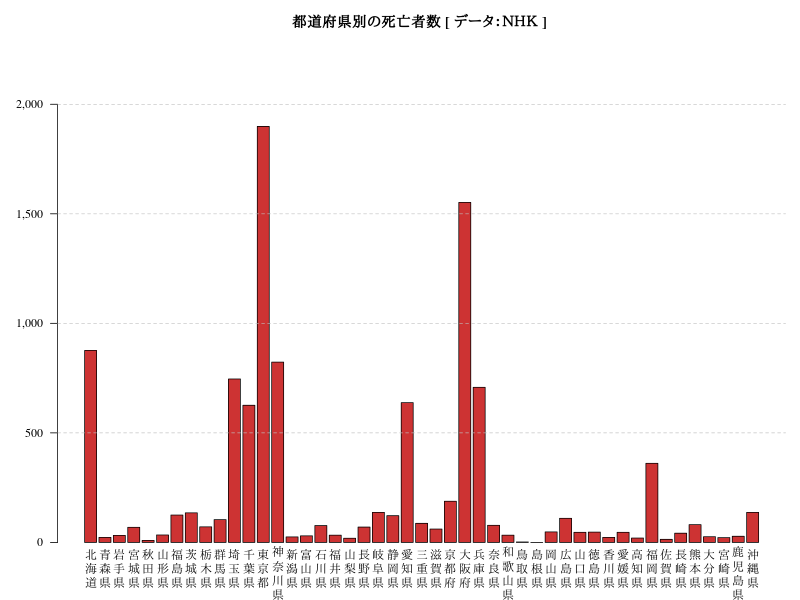 都道府県別の死亡者数 [ データ：NHK ]
2,000
1,500
1,000
500
0
北海道
青森県
岩手県
宮城県
秋田県
山形県
福島県
茨城県
栃木県
群馬県
埼玉県
千葉県
東京都
神奈川県
新潟県
富山県
石川県
福井県
山梨県
長野県
岐阜県
静岡県
愛知県
三重県
滋賀県
京都府
大阪府
兵庫県
奈良県
和歌山県
鳥取県
島根県
岡山県
広島県
山口県
徳島県
香川県
愛媛県
高知県
福岡県
佐賀県
長崎県
熊本県
大分県
宮崎県
鹿児島県
沖縄県